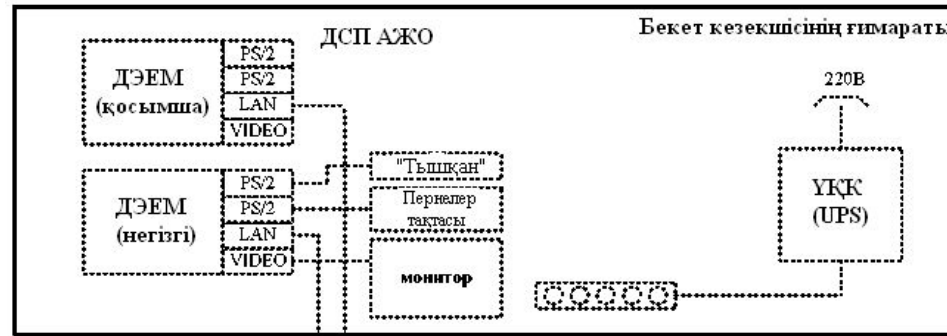 ДСП АЖО
Бекет кезекшісінің ғимараты
ДЭЕМ
(қосымша)
PS/2
PS/2
LAN
VIDEO
ДЭЕМ
(негізгі)
PS/2
PS/2
LAN
VIDEO
"Тышқан"
Пернелер
тақтасы
монитор
220В
ҮҚК
(UPS)